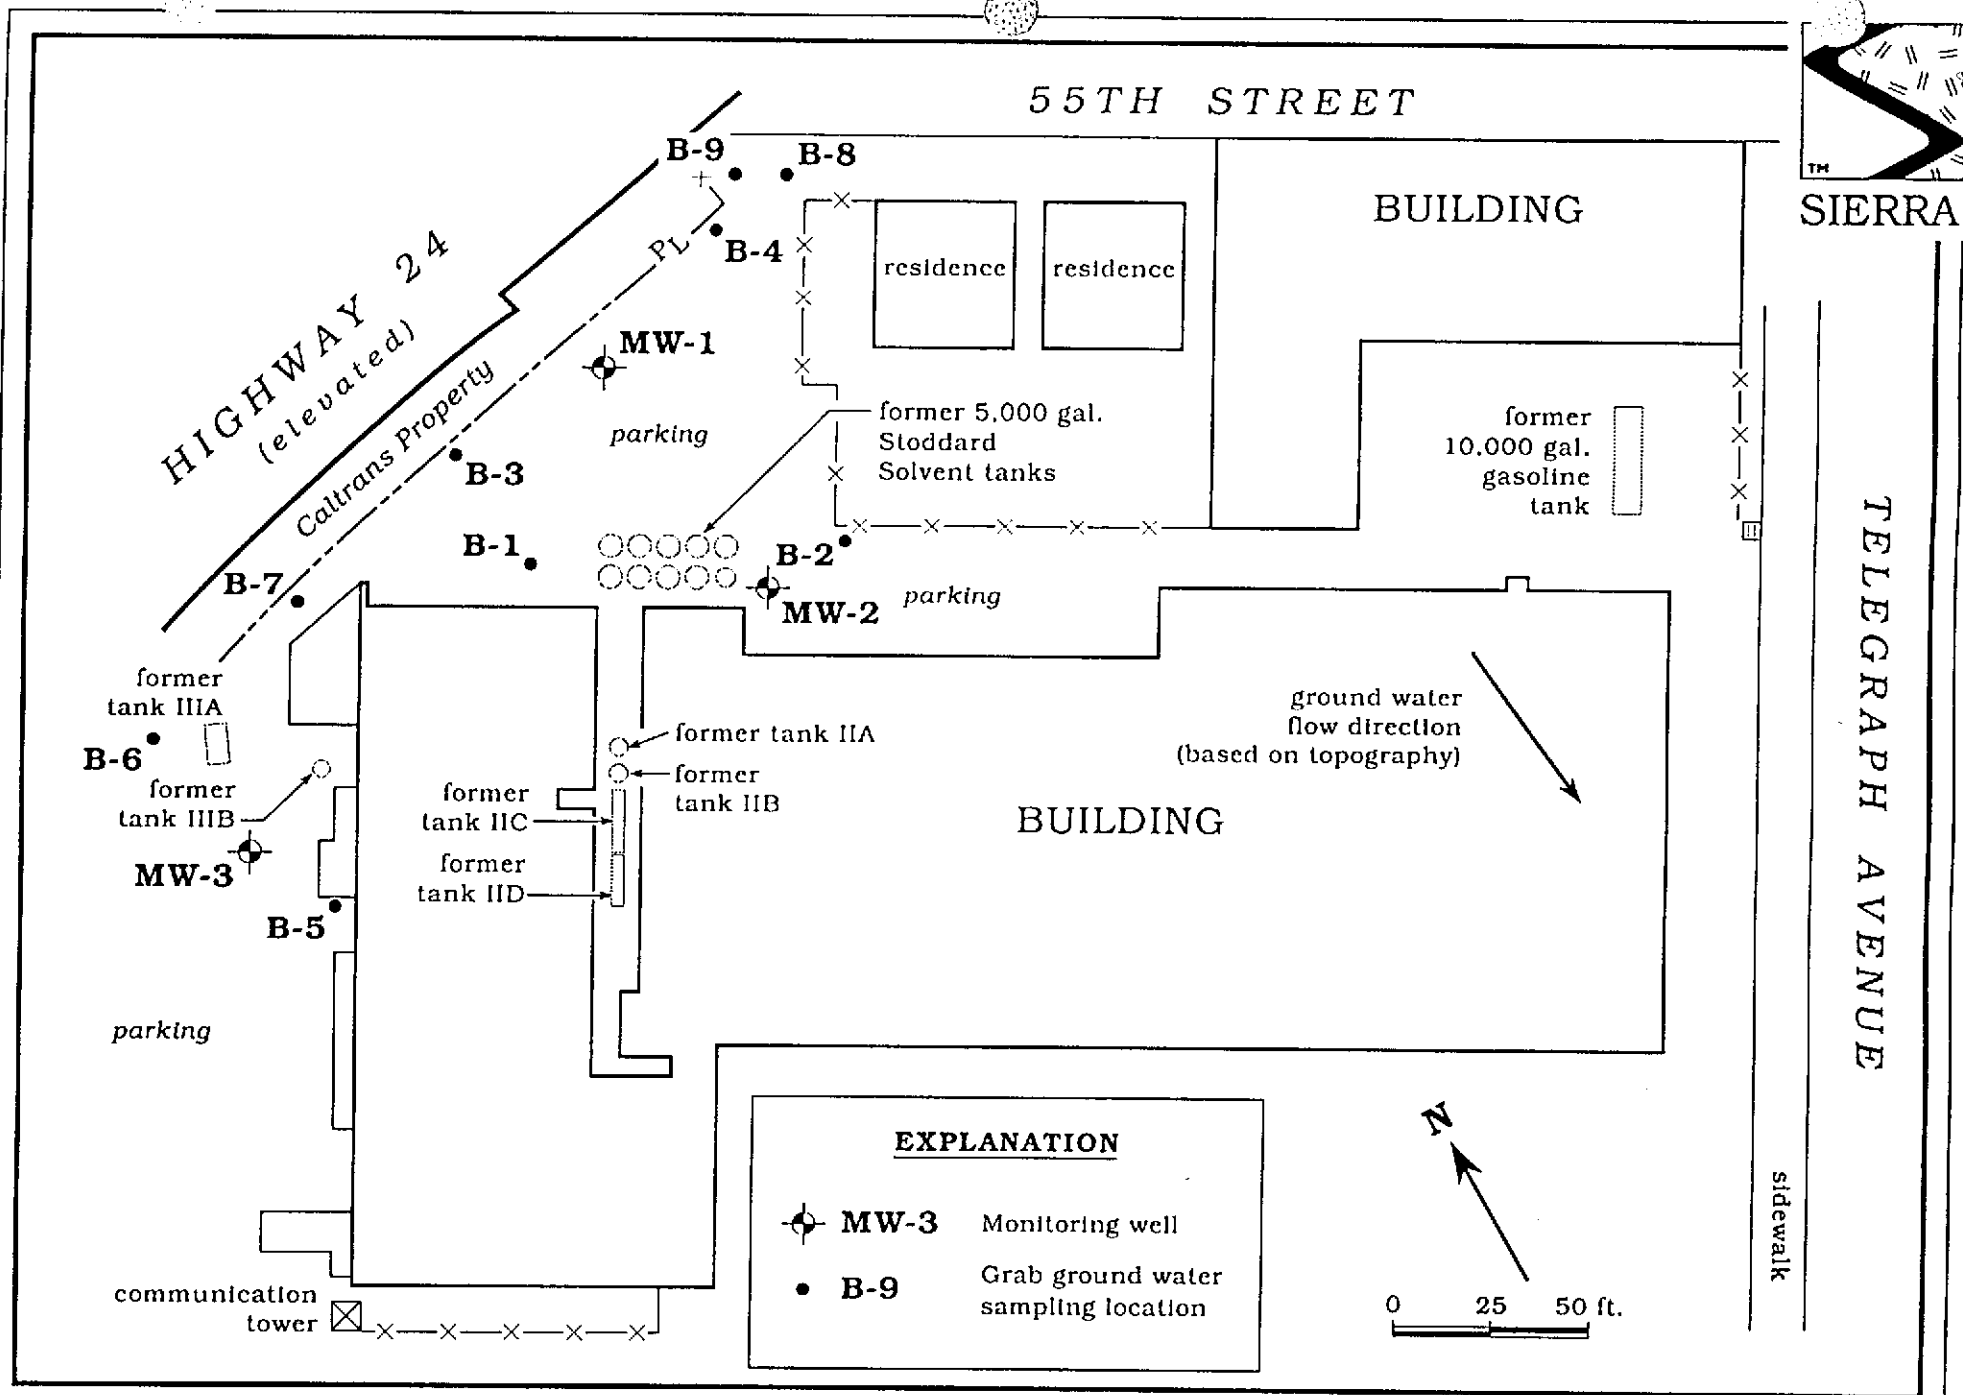 55TH STREET
TM
SIERRA
B-9
B-8
BUILDING
HIGHWAY 24
(elevated)
PL
B-4
residence
residence
MW-1
Caltrans Property
parking
former 5,000 gal.
Stoddard
Solvent tanks
former
10,000 gal.
gasoline
tank
B-3
B-1
B-2
B-7
MW-2
parking
TELEGRAPH AVENUE
former
tank IIIA
B-6
former
tank IIIB
MW-3
B-5
former tank IIA
former
tank IIB
former
tank IIC
former
tank IID
ground water
flow direction
(based on topography)
BUILDING
parking
EXPLANATION
MW-3 Monitoring well
B-9 Grab ground water
sampling location
N
0 25 50 ft.
sidewalk
communication
tower